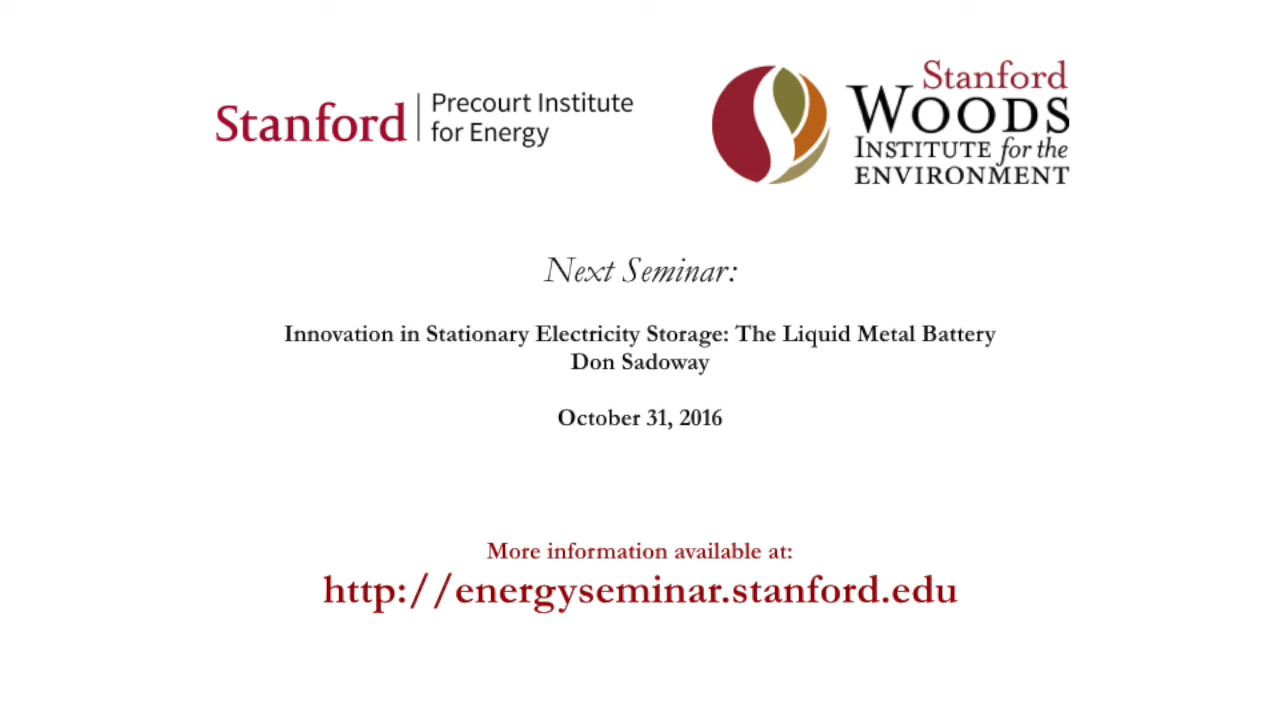 Stanford
Precourt Institute
for Energy
Stanford
WOODS
INSTITUTE for the
ENVIRONMENT
Next Seminar:
Innovation in Stationary Electricity Storage: The Liquid Metal Battery
Don Sadoway
October 31, 2016
More information available at:
http://energyseminar.stanford.edu